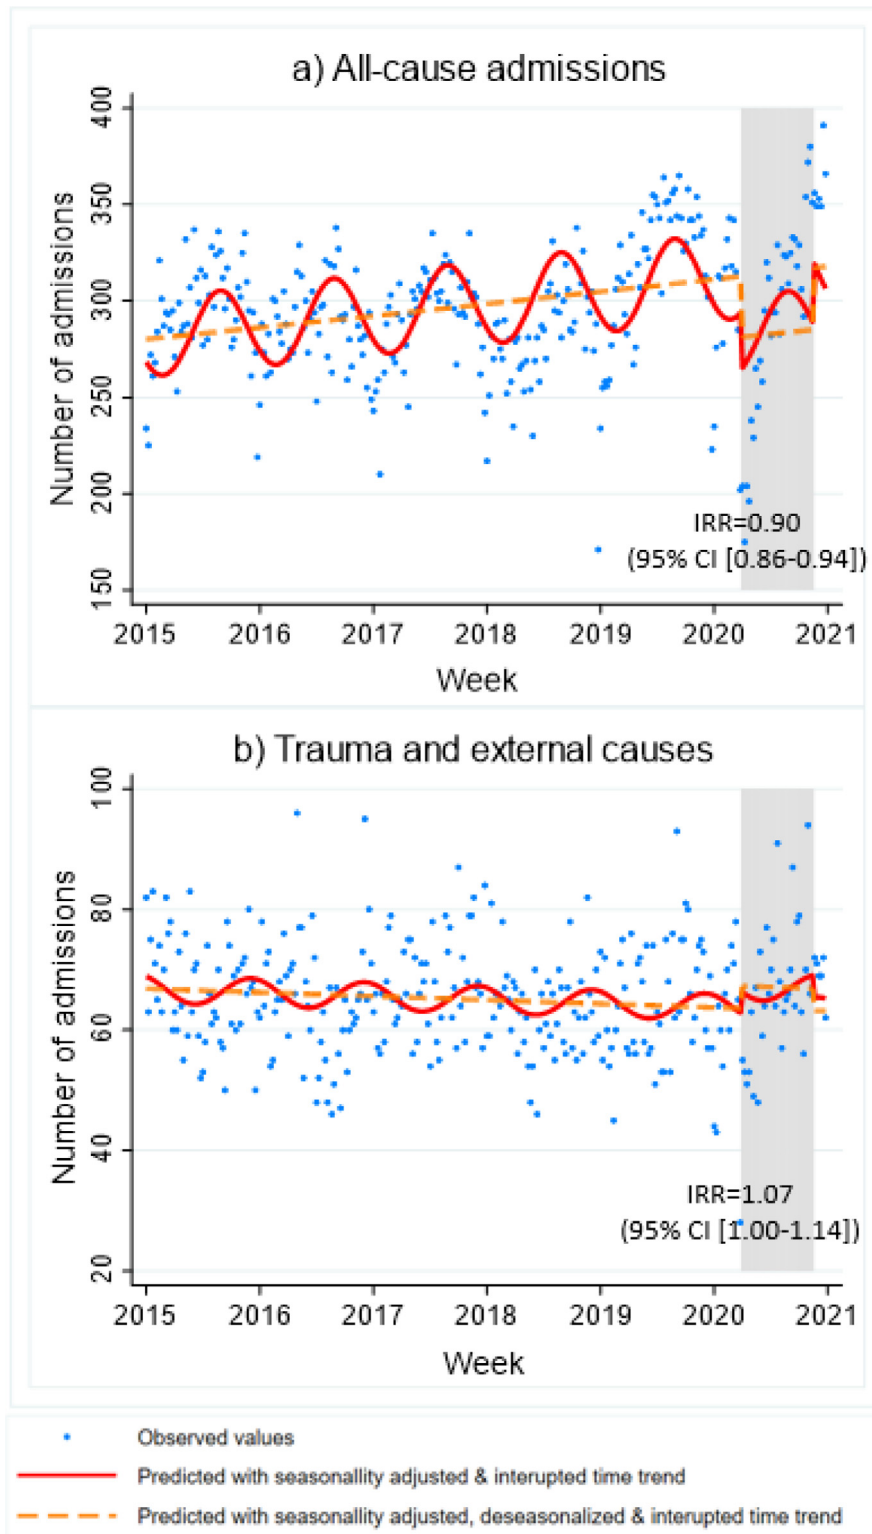 a) All-cause admissions
Number of admissions
400
350
300
250
200
150
IRR=0.90
(95% CI [0.86-0.94])
2015 2016 2017 2018 2019 2020 2021
Week
b) Trauma and external causes
Number of admissions
100
80
60
40
20
IRR=1.07
(95% CI [1.00-1.14])
2015 2016 2017 2018 2019 2020 2021
Week
Observed values
Predicted with seasonallity adjusted & interupted time trend
Predicted with seasonallity adjusted, deseasonalized & interupted time trend